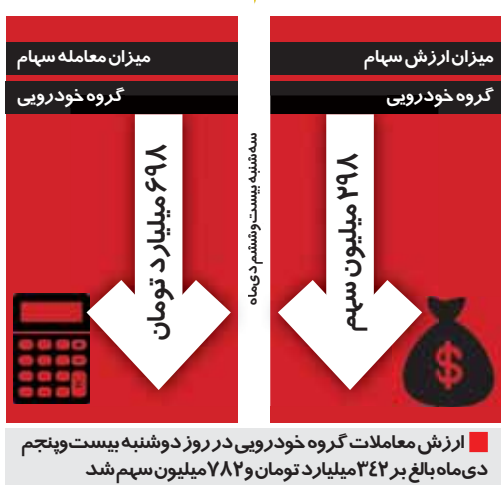 میزان ارزش سهام
گروه خودرویی
۲۹۸ میلیون سهم
سه‌شنبه بیست‌وششم دی‌ماه
میزان معامله سهام
گروه خودرویی
۶۹۸ میلیارد تومان
ارزش معاملات گروه خودرویی در روز دوشنبه بیست‌وپنجم
دی‌ماه بالغ بر ۳۴۲ میلیارد تومان و ۷۸۲ میلیون سهم شد